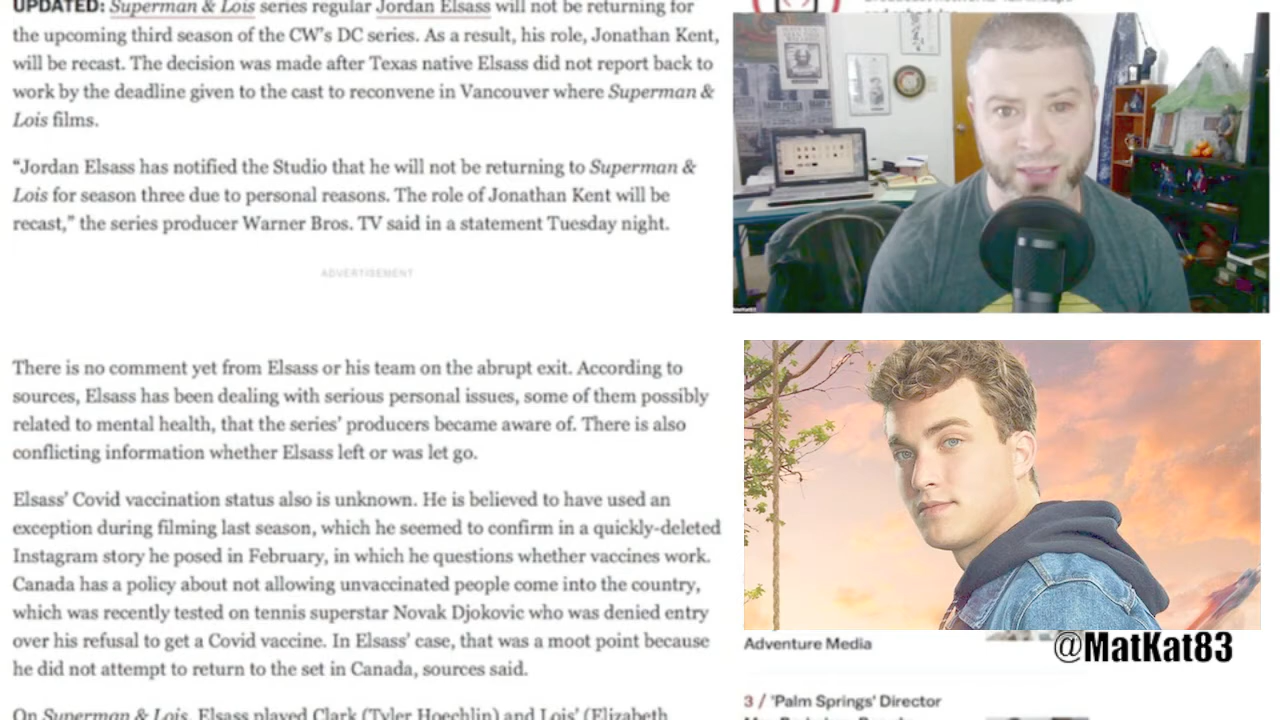 UPDATED: Superman & Lois series regular Jordan Elsass will not be returning for
the upcoming third season of the CW's DC series. As a result, his role, Jonathan Kent,
will be recast. The decision was made after Texas native Elsass did not report back to
work by the deadline given to the cast to reconvene in Vancouver where Superman &
Lois films.
“Jordan Elsass has notified the Studio that he will not be returning to Superman &
Lois for season three due to personal reasons. The role of Jonathan Kent will be
recast,” the series producer Warner Bros. TV said in a statement Tuesday night.
ADVERTISEMENT
There is no comment yet from Elsass or his team on the abrupt exit. According to
sources, Elsass has been dealing with serious personal issues, some of them possibly
related to mental health, that the series’ producers became aware of. There is also
conflicting information whether Elsass left or was let go.
Elsass’ Covid vaccination status also is unknown. He is believed to have used an
exception during filming last season, which he seemed to confirm in a quickly-deleted
Instagram story he posed in February, in which he questions whether vaccines work.
Canada has a policy about not allowing unvaccinated people come into the country,
which was recently tested on tennis superstar Novak Djokovic who was denied entry
over his refusal to get a Covid vaccine. In Elsass’ case, that was a moot point because
he did not attempt to return to the set in Canada, sources said.
On Superman & Lois, Elsass played Clark (Tyler Hoechlin) and Lois’ (Elizabeth
Adventure Media
@MatKat83
3 / 'Palm Springs' Director